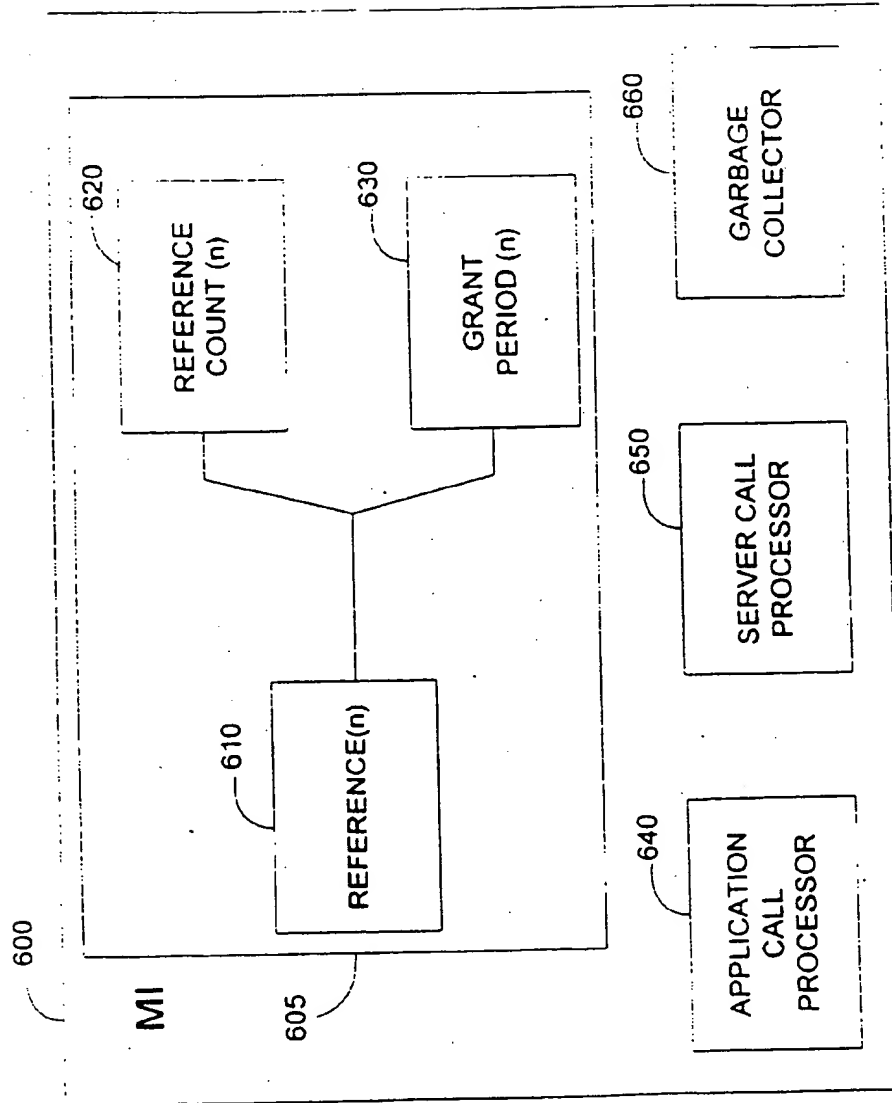 600
MI
605
610
REFERENCE(n)
620
REFERENCE
COUNT (n)
630
GRANT
PERIOD (n)
640
APPLICATION
CALL
PROCESSOR
650
SERVER CALL
PROCESSOR
660
GARBAGE
COLLECTOR